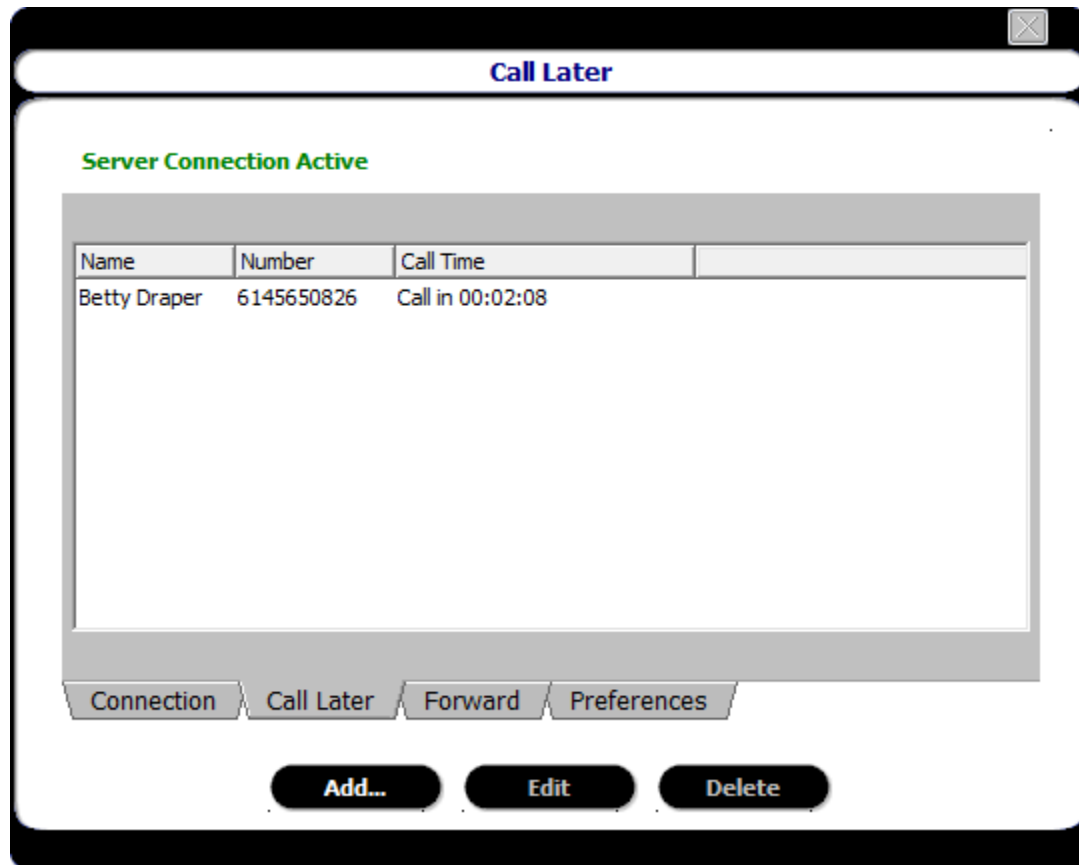 Call Later
Server Connection Active
Name Number Call Time
Betty Draper 6145650826 Call in 00:02:08
Connection Call Later Forward Preferences
Add... Edit Delete